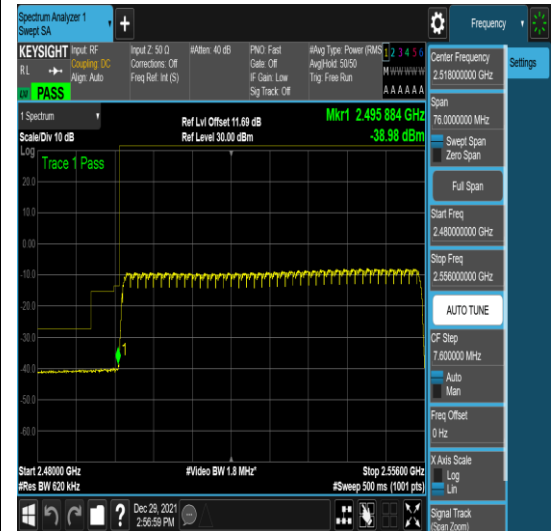 Spectrum Analyzer 1
Swept SA
+
Frequency
KEYSIGHT
Input: RF
Input Z: 50 Ω
#Atten: 40 dB
PNO: Fast
#Avg Type: Power (RMS
1 2 3 4 5 6
RL
Coupling: DC
Corrections: Off
Gate: Off
Avg|Hold: 50/50
M W W W W W
Align: Auto
Freq Ref: Int (S)
IF Gain: Low
Trig: Free Run
PASS
Sig Track: Off
A A A A A A
1 Spectrum
Ref Lvl Offset 11.69 dB
Mkr1 2.495 884 GHz
Scale/Div 10 dB
Ref Level 30.00 dBm
-38.98 dBm
Log
Trace 1 Pass
20.0
10.0
0.00
-10.0
-20.0
-30.0
-40.0
-50.0
-60.0
1
Start 2.48000 GHz
#Video BW 1.8 MHz*
Stop 2.55600 GHz
#Res BW 620 kHz
#Sweep 500 ms (1001 pts)
Center Frequency
2.518000000 GHz
Settings
Span
76.0000000 MHz
Swept Span
Zero Span
Full Span
Start Freq
2.480000000 GHz
Stop Freq
2.556000000 GHz
AUTO TUNE
CF Step
7.600000 MHz
Auto
Man
Freq Offset
0 Hz
X Axis Scale
Log
Lin
Signal Track
(Span Zoom)
?
Dec 29, 2021
2:56:59 PM